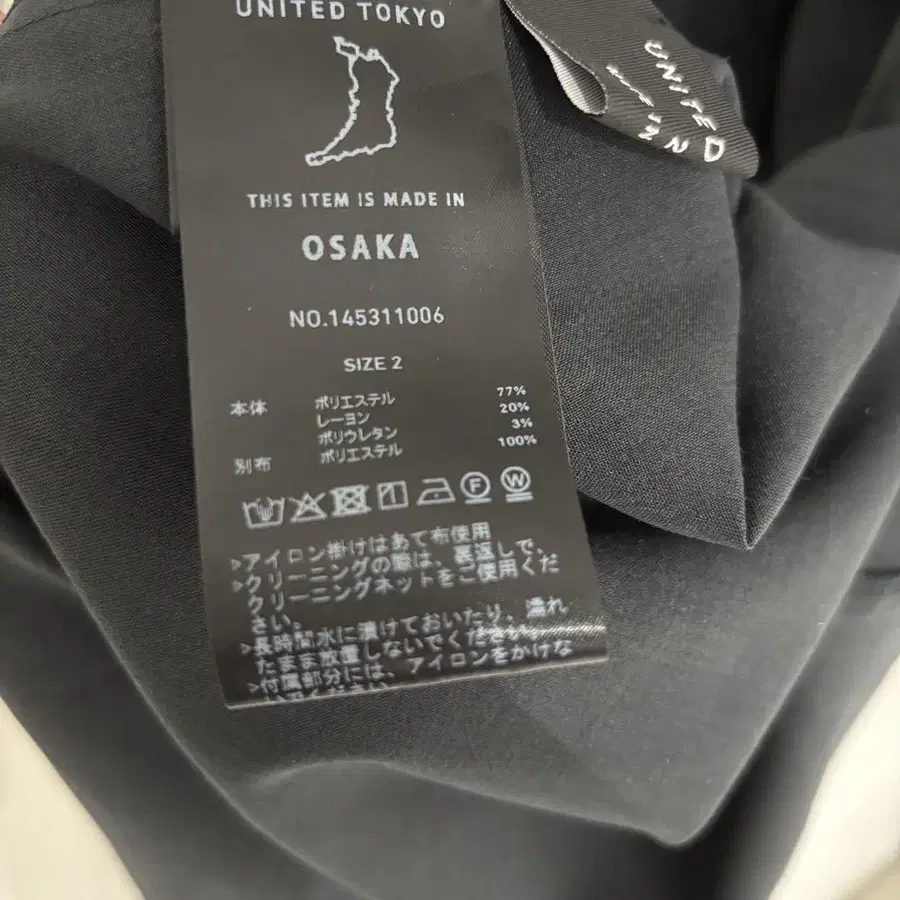 UNITED TOKYO
THIS ITEM IS MADE IN
OSAKA
NO.145311006
SIZE 2
本体 ポリエステル 77%
レーヨン 20%
ポリウレタン 3%
別布 ポリエステル 100%
F W
>アイロン掛けはあて布使用
>クリーニングの際は、裏返しで、
クリーニングネットをご使用くだ
さい。
>長時間水に漬けておいたり、濡れ
たまま放置しないでください。
>付属部分には、アイロンをかけな
いでください。
UNITED